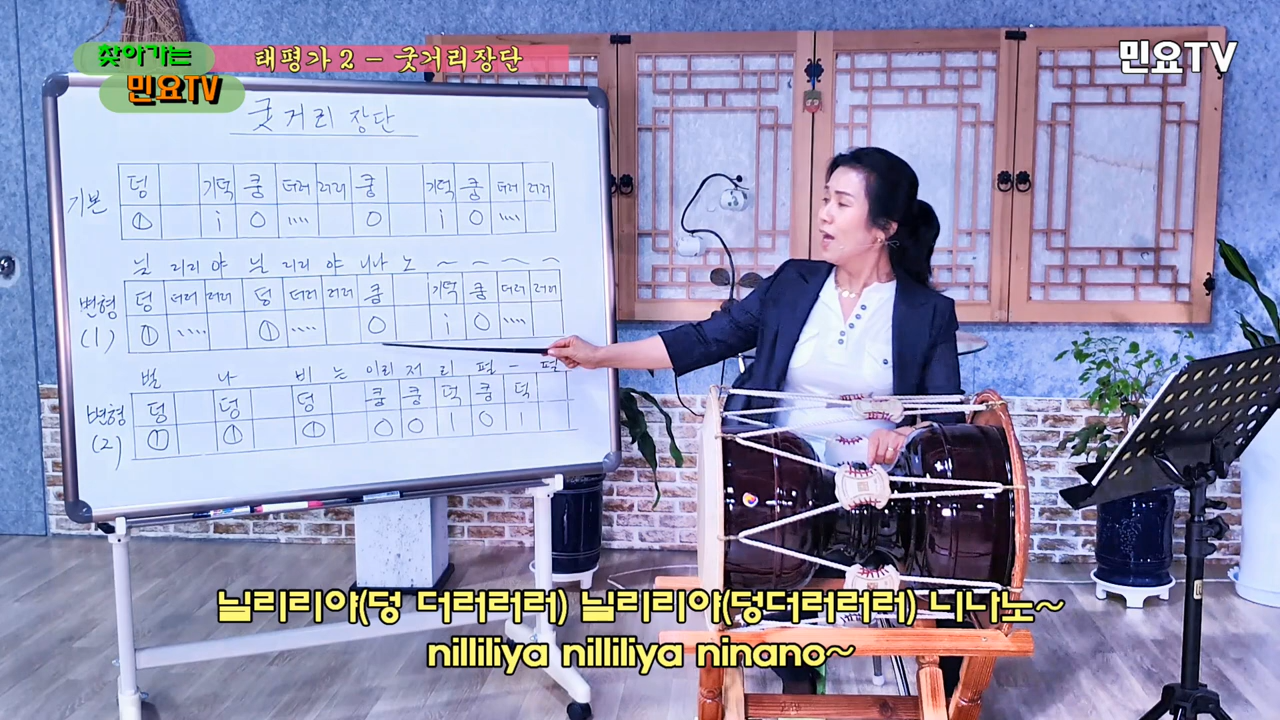 찾아가는
민요TV
태평가 2 - 굿거리장단
민요TV
굿거리 장단
기본 덩 기덕 쿵 더러 러러 쿵 기덕 쿵 더러 러러
닐 리리 야 닐 리리 야 니나 노 ~ ~ ~ ~
변형 (1) 덩 더러 러러 덩 더러 러러 쿵 기덕 쿵 더러 러러
벌 나 비 는 이리 저 리 펄 - 펄
변형 (2) 덩 덩 덩 쿵 쿵 덕 쿵 덕
닐리리야(덩 더러러러) 닐리리야(덩더러러러) 니나노~
nilliliya nilliliya ninano~